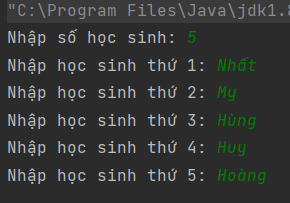 "C:\Program Files\Java\jdk1.8
Nhập số học sinh: 5
Nhập học sinh thứ 1: Nhất
Nhập học sinh thứ 2: My
Nhập học sinh thứ 3: Hùng
Nhập học sinh thứ 4: Huy
Nhập học sinh thứ 5: Hoàng